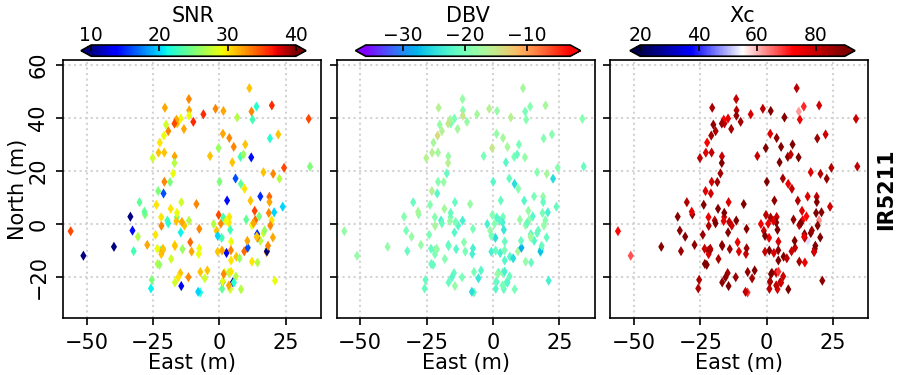 SNR DBV Xc
10 20 30 40 −30 −20 −10 20 40 60 80
60
40
20
0
−20
North (m)
−50 −25 0 25 −50 −25 0 25 −50 −25 0 25
East (m) East (m) East (m)
IR5211